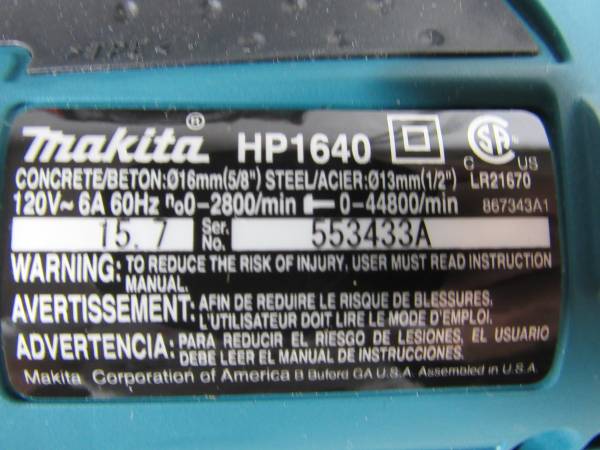 makita® HP1640
C US
CONCRETE/BETON:Ø16mm(5/8") STEEL/ACIER:Ø13mm(1/2") LR21670
120V~ 6A 60Hz n₀0-2800/min 0-44800/min 867343A1
15.7 Ser. No. 553433A
WARNING: TO REDUCE THE RISK OF INJURY, USER MUST READ INSTRUCTION
MANUAL.
AVERTISSEMENT: AFIN DE REDUIRE LE RISQUE DE BLESSURES,
L'UTILISATEUR DOIT LIRE LE MODE D'EMPLOI.
ADVERTENCIA: PARA REDUCIR EL RIESGO DE LESIONES, EL USUARIO
DEBE LEER EL MANUAL DE INSTRUCCIONES.
Makita Corporation of America B Buford GA U.S.A. Assembled in U.S.A.